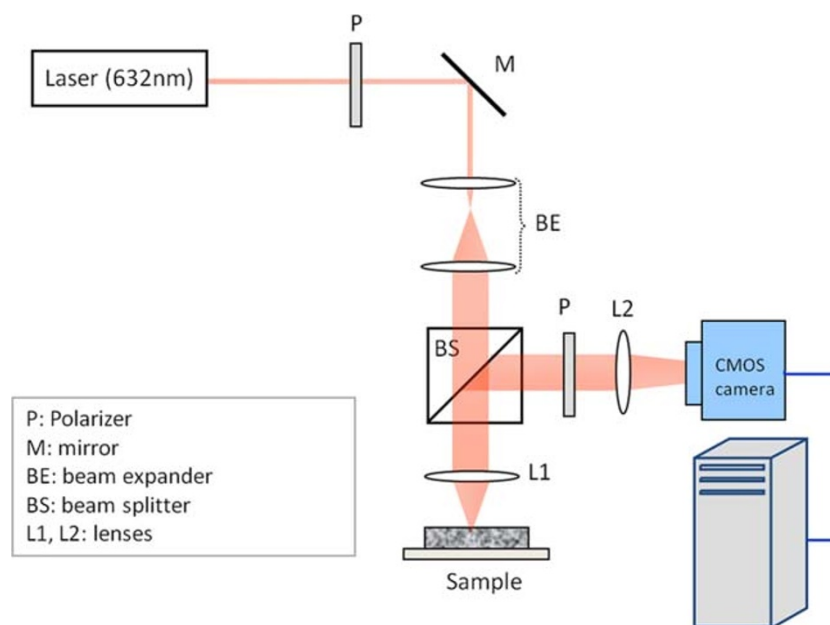 P
Laser (632nm)
M
BE
P
L2
BS
CMOS
camera
L1
P: Polarizer
M: mirror
BE: beam expander
BS: beam splitter
L1, L2: lenses
Sample